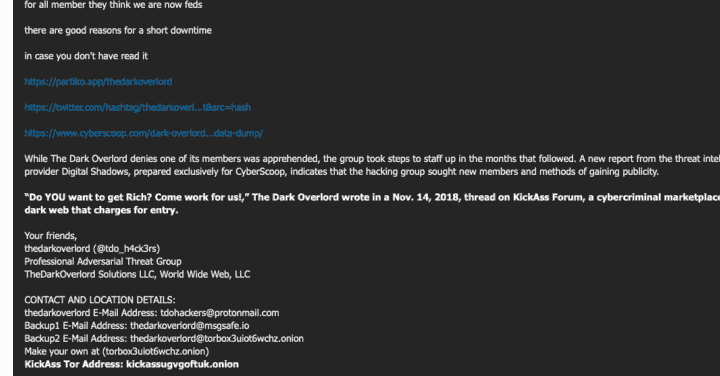 for all member they think we are now feds
there are good reasons for a short downtime
in case you don't have read it
https://partiko.app/thedarkoverlord
https://twitter.com/hashtag/thedarkoverl...t&src=hash
https://www.cyberscoop.com/dark-overlord...data-dump/
While The Dark Overlord denies one of its members was apprehended, the group took steps to staff up in the months that followed. A new report from the threat intel
provider Digital Shadows, prepared exclusively for CyberScoop, indicates that the hacking group sought new members and methods of gaining publicity.
“Do YOU want to get Rich? Come work for us!,” The Dark Overlord wrote in a Nov. 14, 2018, thread on KickAss Forum, a cybercriminal marketplace
dark web that charges for entry.
Your friends,
thedarkoverlord (@tdo_h4ck3rs)
Professional Adversarial Threat Group
TheDarkOverlord Solutions LLC, World Wide Web, LLC
CONTACT AND LOCATION DETAILS:
thedarkoverlord E-Mail Address: tdohackers@protonmail.com
Backup1 E-Mail Address: thedarkoverlord@msgsafe.io
Backup2 E-Mail Address: thedarkoverlord@torbox3uiot6wchz.onion
Make your own at (torbox3uiot6wchz.onion)
KickAss Tor Address: kickassugvgoftuk.onion